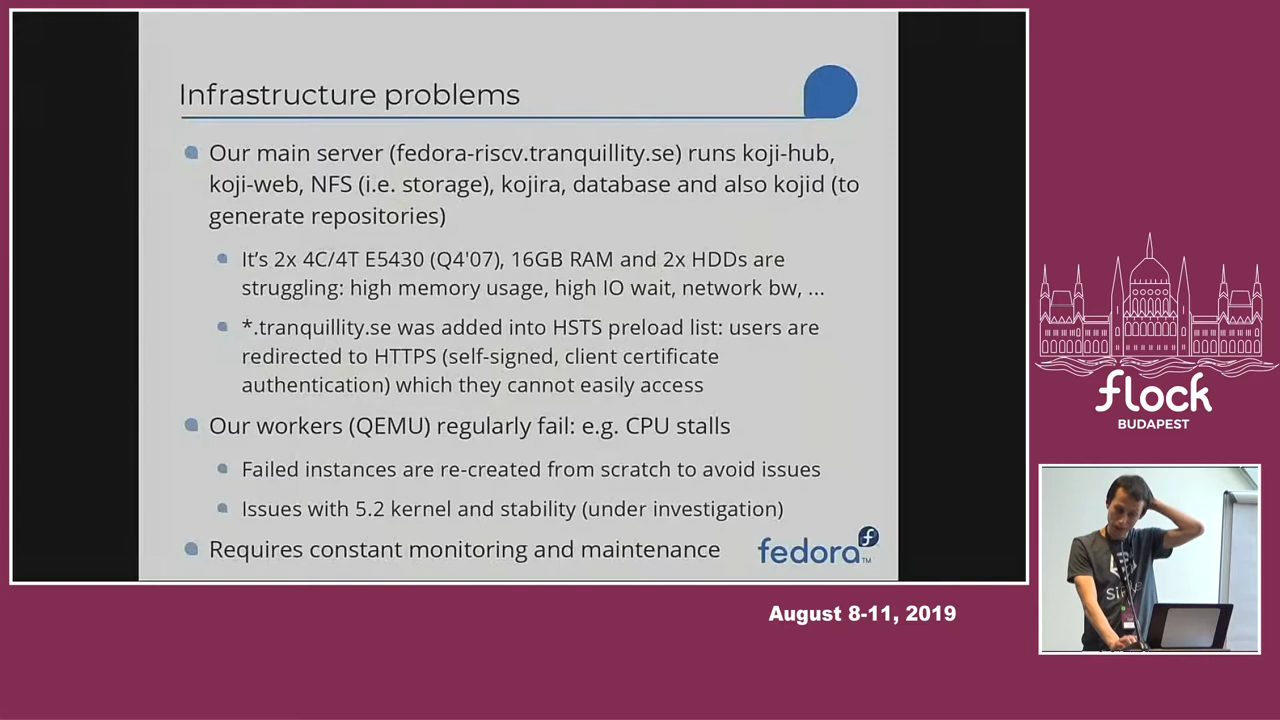 Infrastructure problems
Our main server (fedora-riscv.tranquillity.se) runs koji-hub,
koji-web, NFS (i.e. storage), kojira, database and also kojid (to
generate repositories)
It's 2x 4C/4T E5430 (Q4'07), 16GB RAM and 2x HDDs are
struggling: high memory usage, high IO wait, network bw, ...
*.tranquillity.se was added into HSTS preload list: users are
redirected to HTTPS (self-signed, client certificate
authentication) which they cannot easily access
Our workers (QEMU) regularly fail: e.g. CPU stalls
Failed instances are re-created from scratch to avoid issues
Issues with 5.2 kernel and stability (under investigation)
Requires constant monitoring and maintenance
fedora™
flock
BUDAPEST
August 8-11, 2019